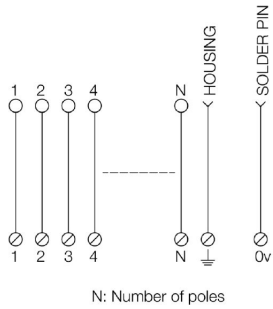 HOUSING
SOLDER PIN
1 2 3 4 N
1 2 3 4 N 0v
N: Number of poles